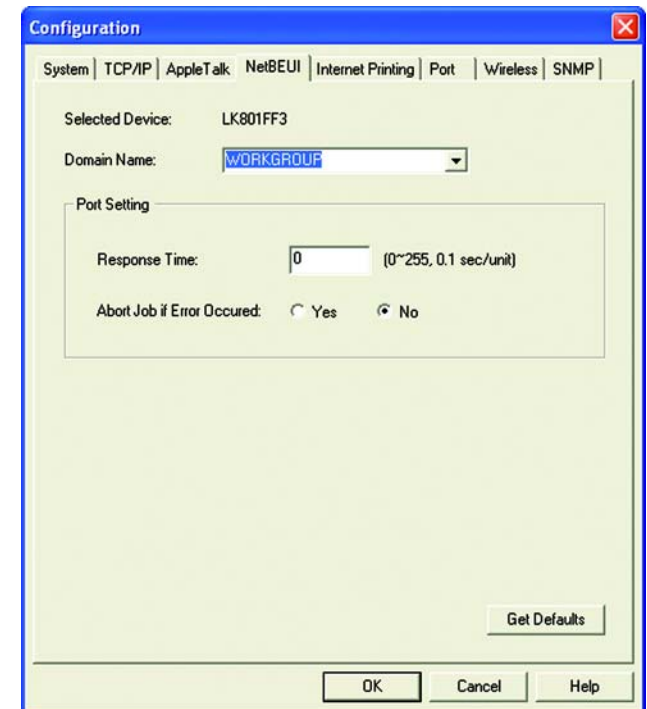 Configuration
System TCP/IP AppleTalk NetBEUI Internet Printing Port Wireless SNMP
Selected Device: LK801FF3
Domain Name: WORKGROUP
Port Setting
Response Time: 0 (0~255, 0.1 sec/unit)
Abort Job if Error Occured: Yes No
Get Defaults
OK Cancel Help